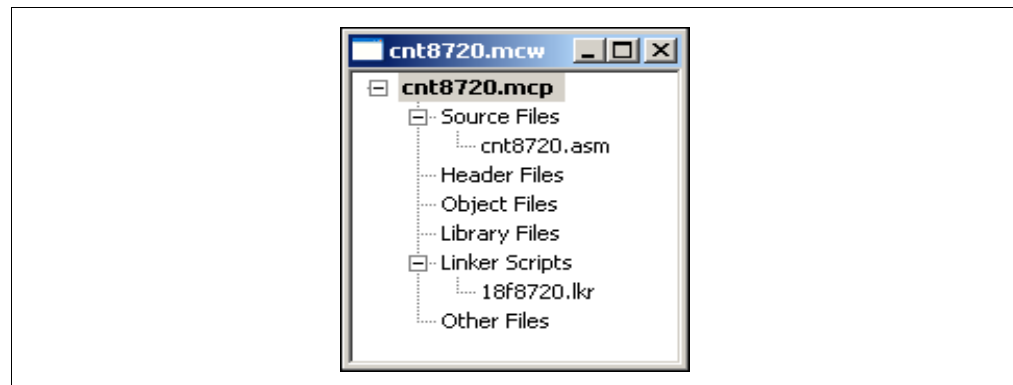 cnt8720.mcw
cnt8720.mcp
Source Files
cnt8720.asm
Header Files
Object Files
Library Files
Linker Scripts
18f8720.lkr
Other Files